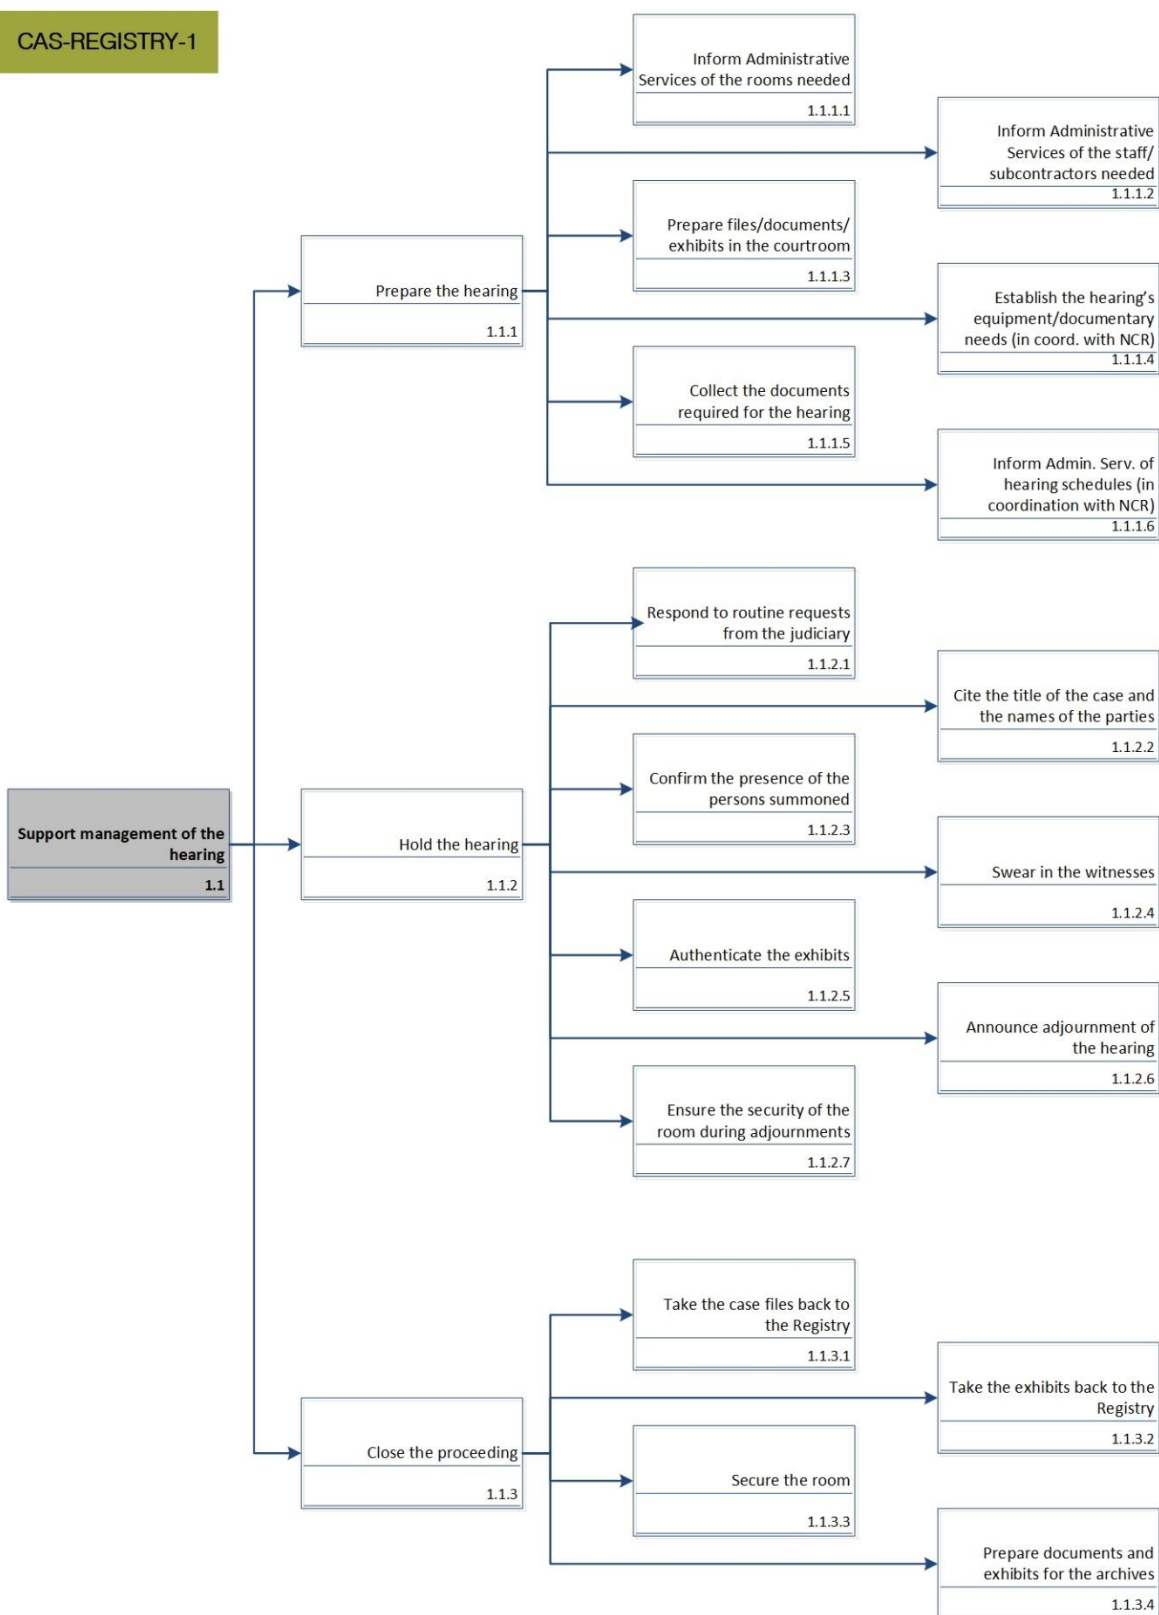 CAS-REGISTRY-1
Inform Administrative
Services of the rooms needed
1.1.1.1
Inform Administrative
Services of the staff/
subcontractors needed
1.1.1.2
Prepare files/documents/
exhibits in the courtroom
1.1.1.3
Prepare the hearing
1.1.1
Establish the hearing’s
equipment/documentary
needs (in coord. with NCR)
1.1.1.4
Collect the documents
required for the hearing
1.1.1.5
Inform Admin. Serv. of
hearing schedules (in
coordination with NCR)
1.1.1.6
Respond to routine requests
from the judiciary
1.1.2.1
Cite the title of the case and
the names of the parties
1.1.2.2
Confirm the presence of the
persons summoned
1.1.2.3
Support management of the
hearing
1.1
Hold the hearing
1.1.2
Swear in the witnesses
1.1.2.4
Authenticate the exhibits
1.1.2.5
Announce adjournment of
the hearing
1.1.2.6
Ensure the security of the
room during adjournments
1.1.2.7
Take the case files back to
the Registry
1.1.3.1
Take the exhibits back to the
Registry
1.1.3.2
Close the proceeding
1.1.3
Secure the room
1.1.3.3
Prepare documents and
exhibits for the archives
1.1.3.4